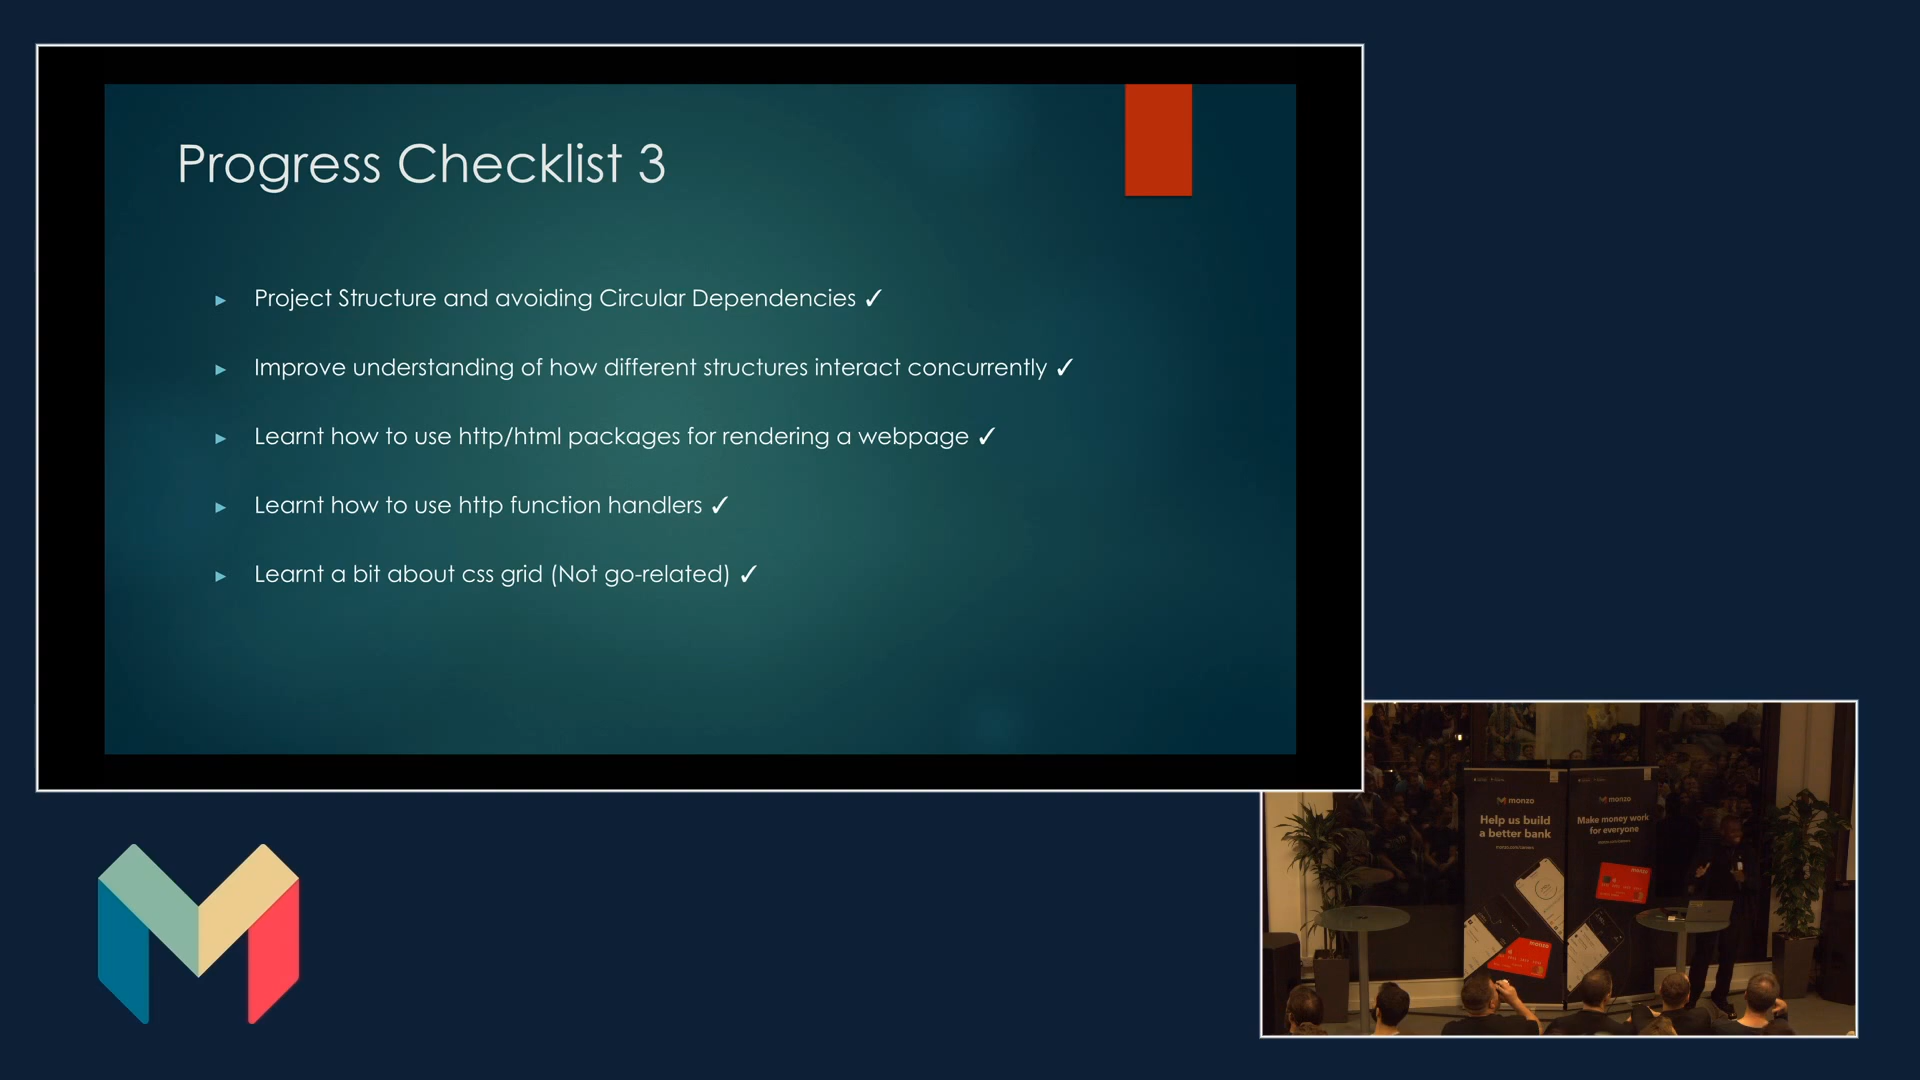 Progress Checklist 3
Project Structure and avoiding Circular Dependencies ✓
Improve understanding of how different structures interact concurrently ✓
Learnt how to use http/html packages for rendering a webpage ✓
Learnt how to use http function handlers ✓
Learnt a bit about css grid (Not go-related) ✓
monzo
Help us build
a better bank
monzo
Make money work
for everyone
monzo
monzo